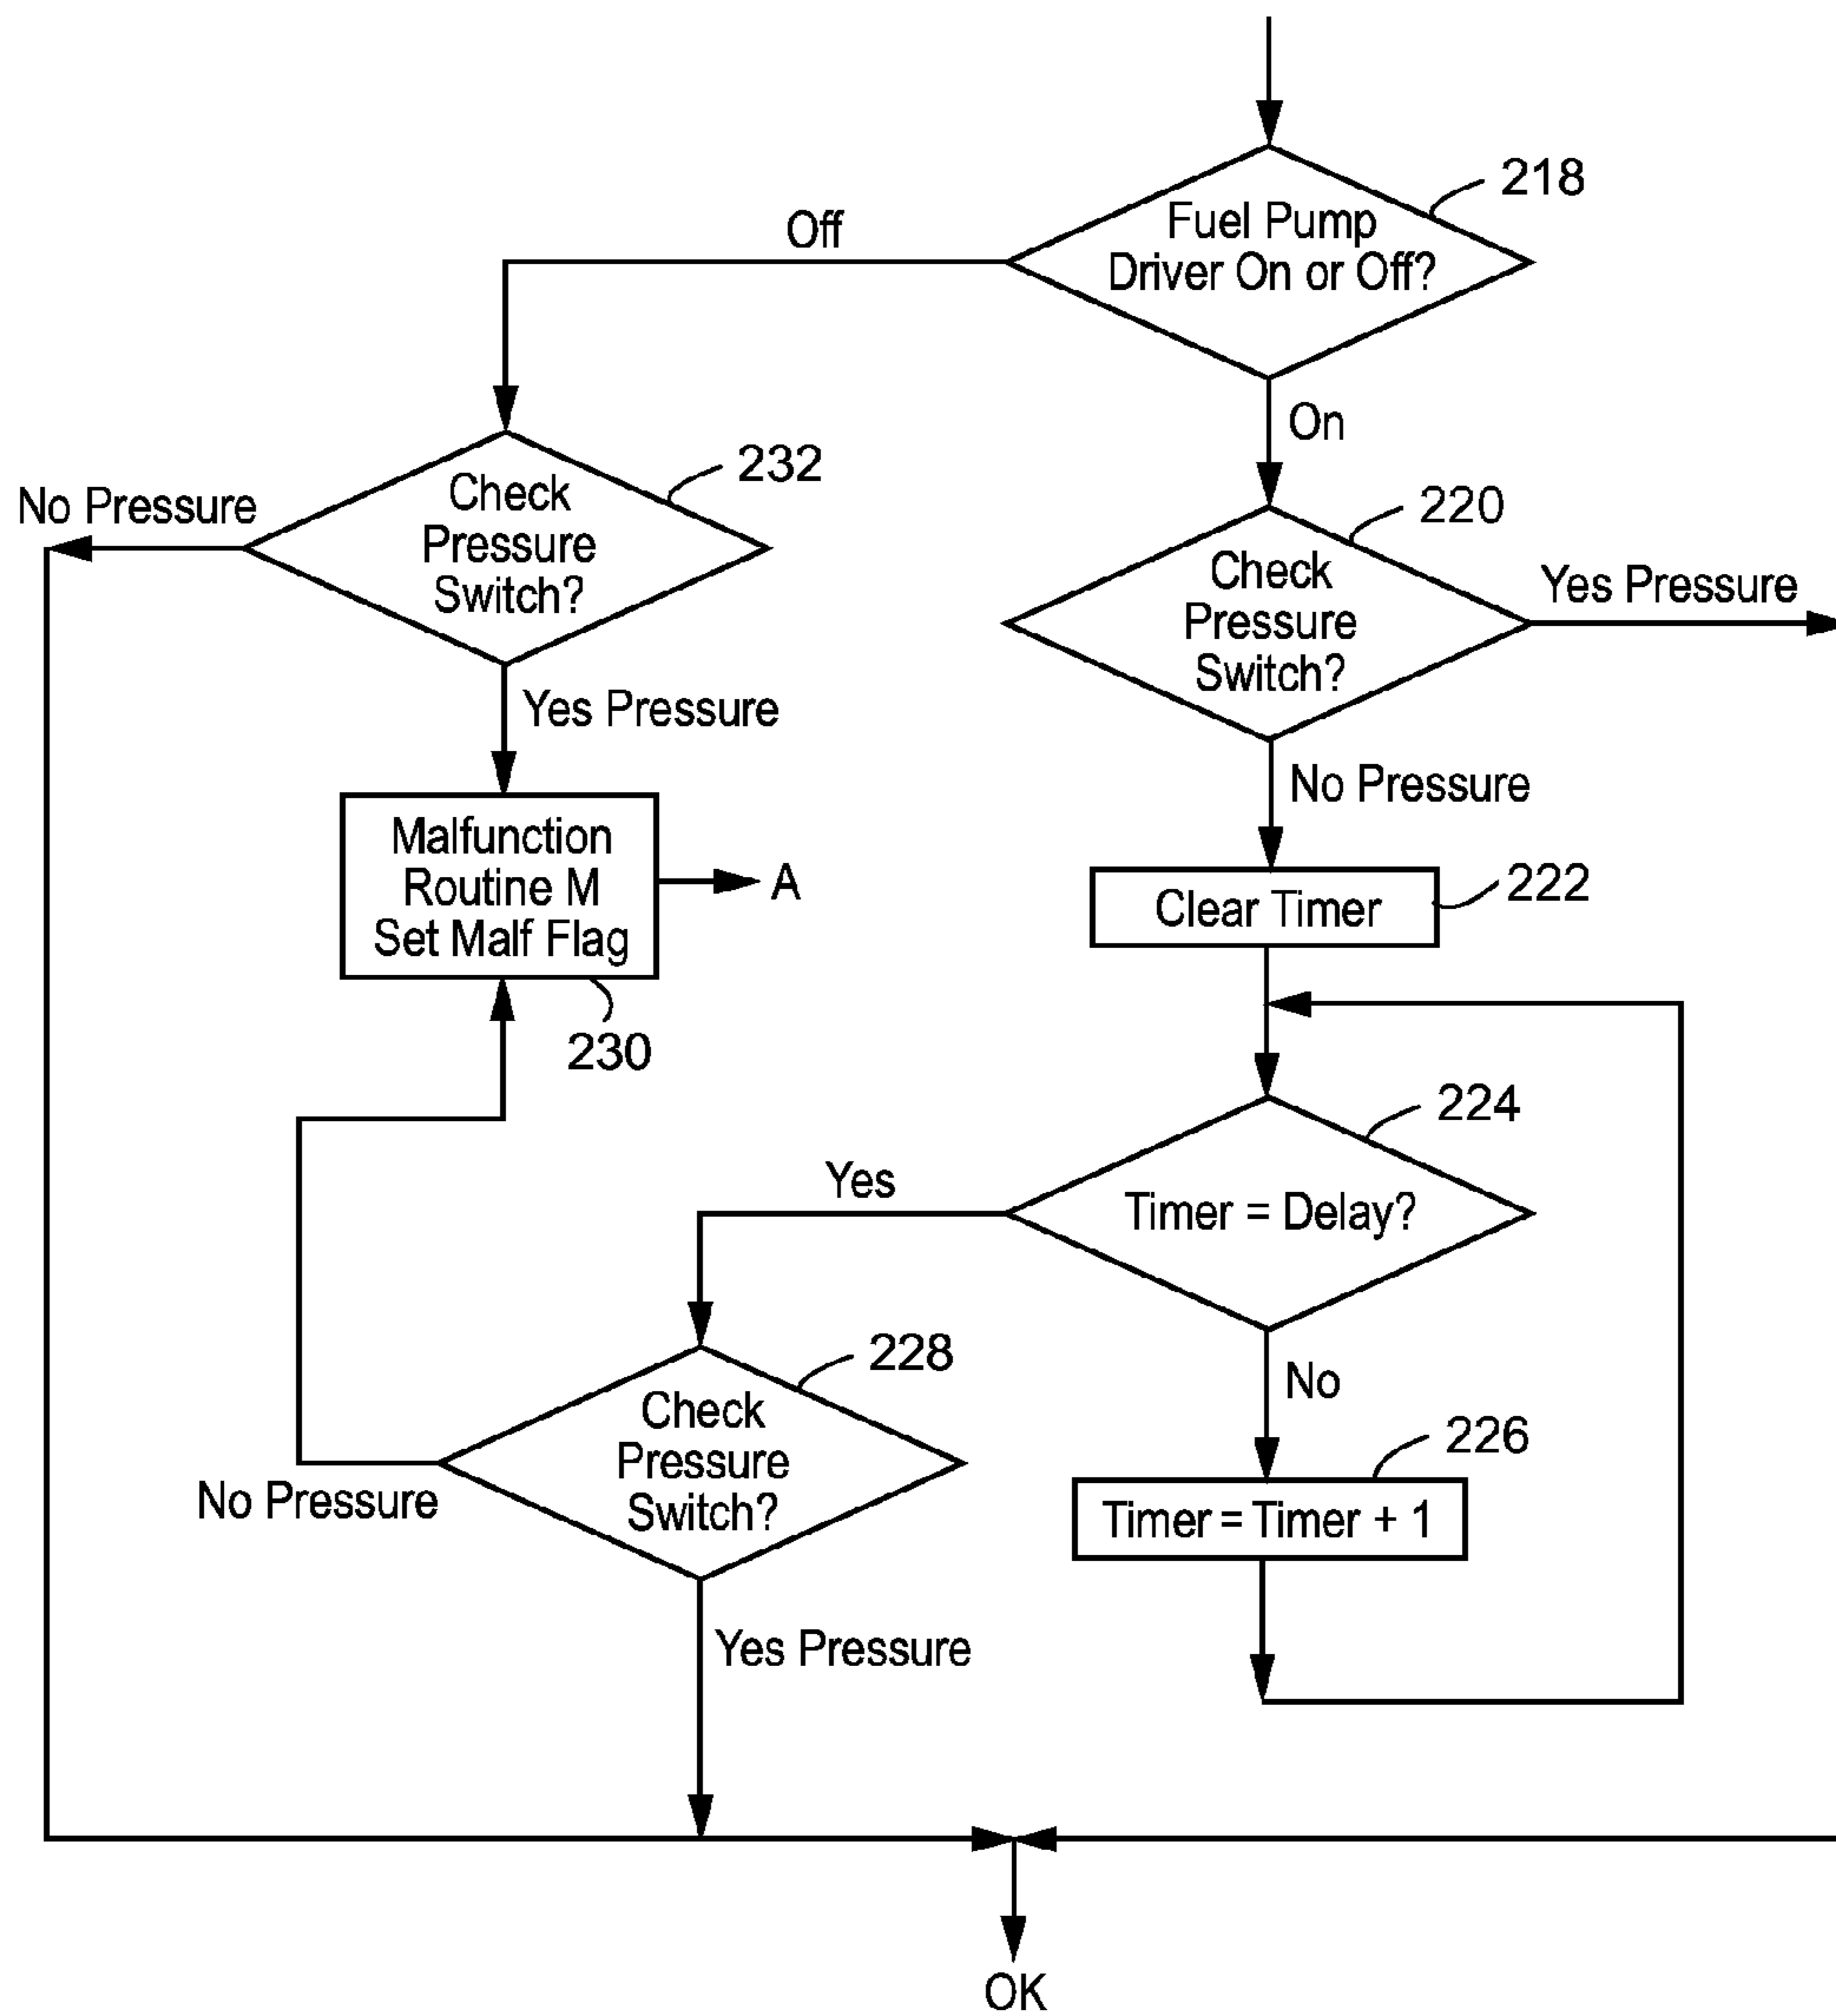 218
Fuel Pump
Driver On or Off?
Off
On
232
Check
Pressure
Switch?
No Pressure
Yes Pressure
220
Check
Pressure
Switch?
Yes Pressure
No Pressure
Malfunction
Routine M
Set Malf Flag
A
230
Clear Timer
222
224
Timer = Delay?
Yes
No
228
Check
Pressure
Switch?
No Pressure
Yes Pressure
226
Timer = Timer + 1
OK